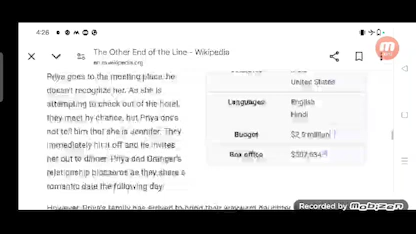 4:26
The Other End of the Line - Wikipedia
en.m.wikipedia.org
Priya goes to the meeting place, he
doesn't recognize her. As she is
attempting to check out of the hotel,
they meet by chance, but Priya does
not tell him that she is Jennifer. They
immediately hit it off and he invites
her out to dinner. Priya and Granger's
relationship blossoms as they share a
romantic date the following day.
However, Priya's family has arrived to bring their wayward daughter
United States
Languages English
Hindi
Budget
Box office
Recorded by Mobizen